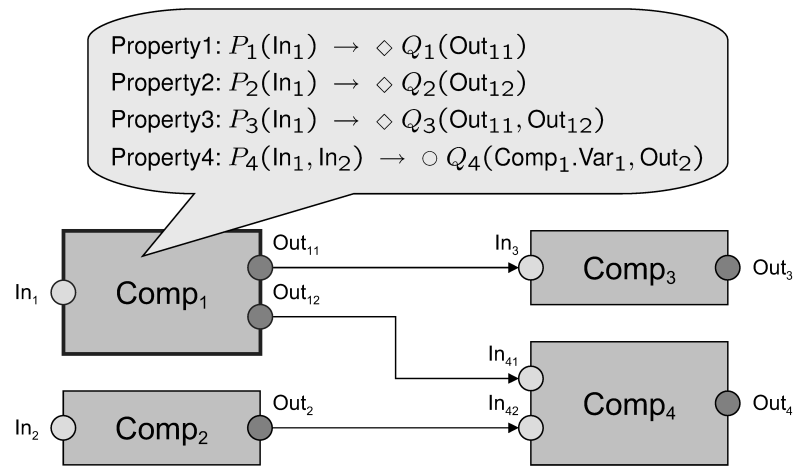 Property1: P₁(In₁) → ◇ Q₁(Out₁₁)
Property2: P₂(In₁) → ◇ Q₂(Out₁₂)
Property3: P₃(In₁) → ◇ Q₃(Out₁₁, Out₁₂)
Property4: P₄(In₁, In₂) → ○ Q₄(Comp₁.Var₁, Out₂)
Out₁₁
In₃
In₁
Comp₁
Comp₃
Out₃
Out₁₂
In₄₁
In₂
Comp₂
Out₂
In₄₂
Comp₄
Out₄